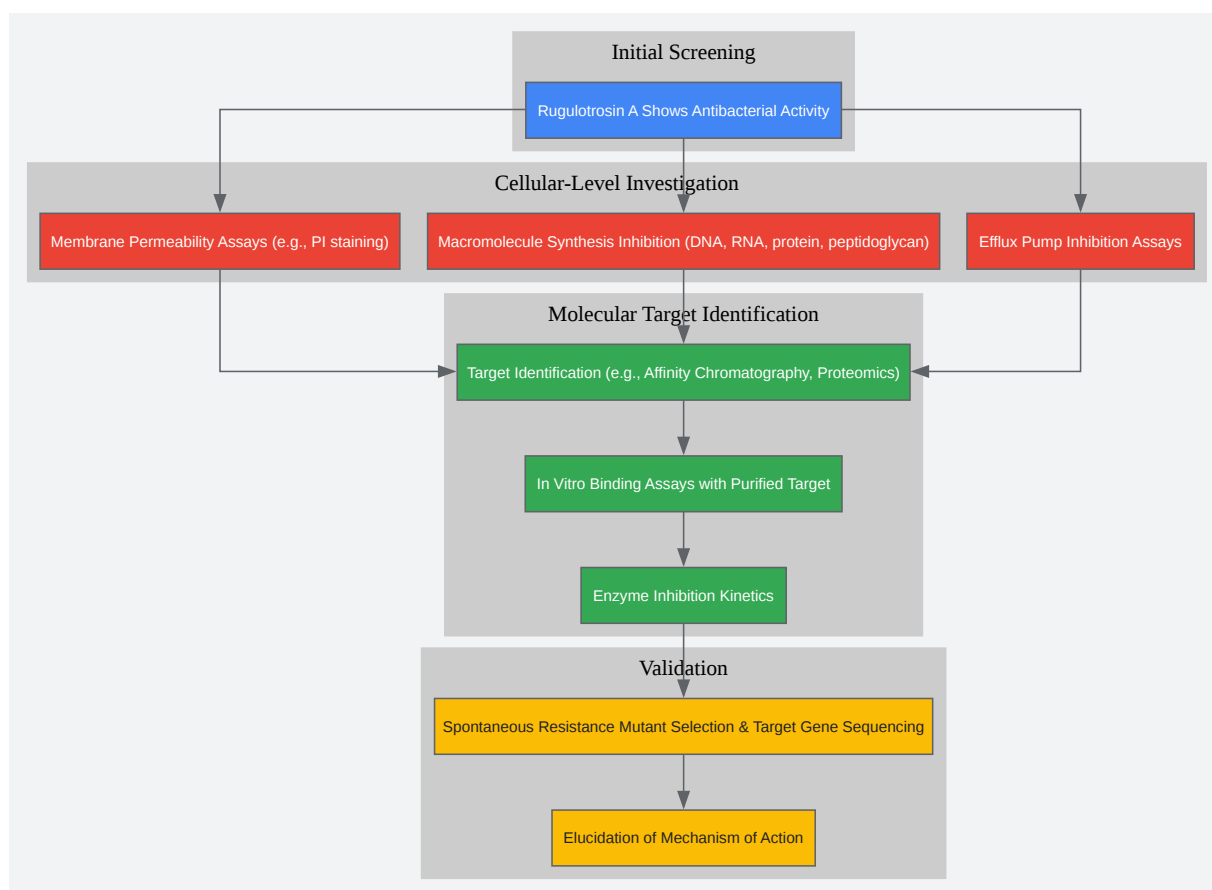 Initial Screening
Rugulotrosin A Shows Antibacterial Activity
Cellular-Level Investigation
Membrane Permeability Assays (e.g., PI staining)
Macromolecule Synthesis Inhibition (DNA, RNA, protein, peptidoglycan)
Efflux Pump Inhibition Assays
Molecular Target Identification
Target Identification (e.g., Affinity Chromatography, Proteomics)
In Vitro Binding Assays with Purified Target
Enzyme Inhibition Kinetics
Validation
Spontaneous Resistance Mutant Selection & Target Gene Sequencing
Elucidation of Mechanism of Action